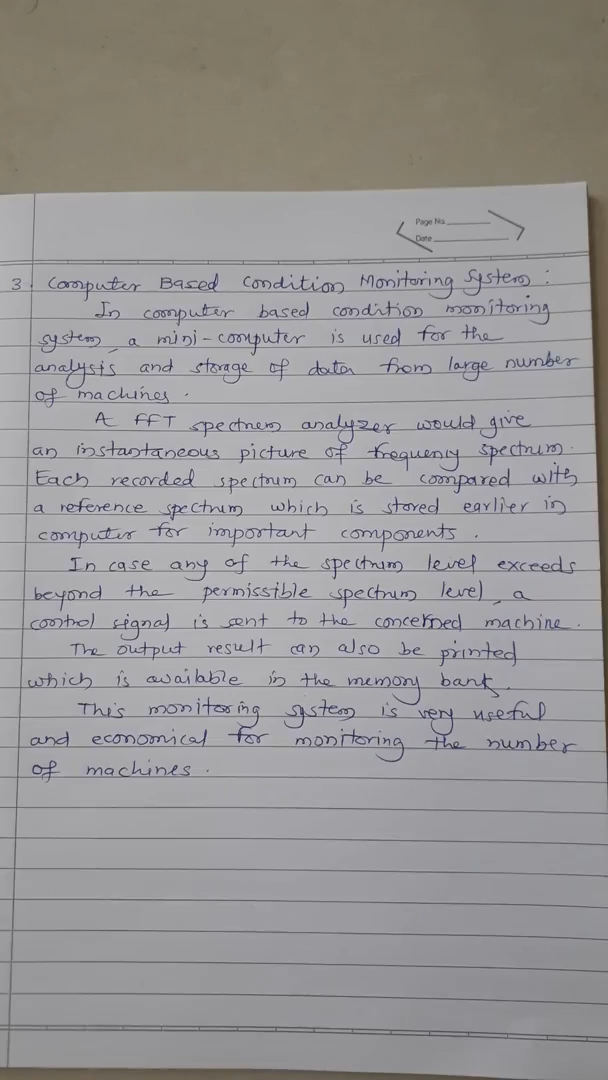 Page No.
Date
3. Computer Based Condition Monitoring System :
In computer based condition monitoring
system, a mini-computer is used for the
analysis and storage of data from large number
of machines.
A FFT spectrum analyzer would give
an instantaneous picture of frequency spectrum.
Each recorded spectrum can be compared with
a reference spectrum which is stored earlier in
computer for important components.
In case any of the spectrum level exceeds
beyond the permissible spectrum level, a
control signal is sent to the concerned machine.
The output result can also be printed
which is available in the memory bank.
This monitoring system is very useful
and economical for monitoring the number
of machines.